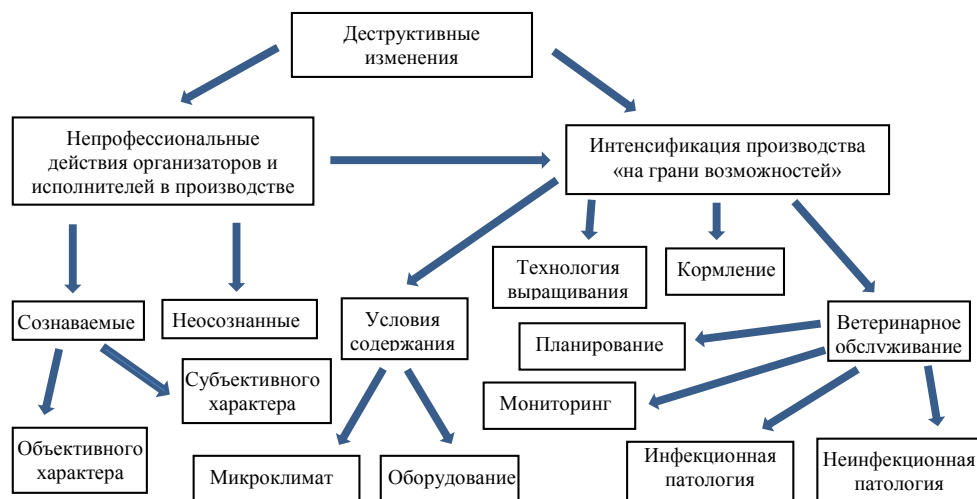 Деструктивные
изменения
Непрофессиональные
действия организаторов и
исполнителей в производстве
Интенсификация производства
«на грани возможностей»
Технология
выращивания
Кормление
Сознаваемые
Неосознанные
Условия
содержания
Ветеринарное
обслуживание
Планирование
Субъективного
характера
Мониторинг
Объективного
характера
Микроклимат
Оборудование
Инфекционная
патология
Неинфекционная
патология